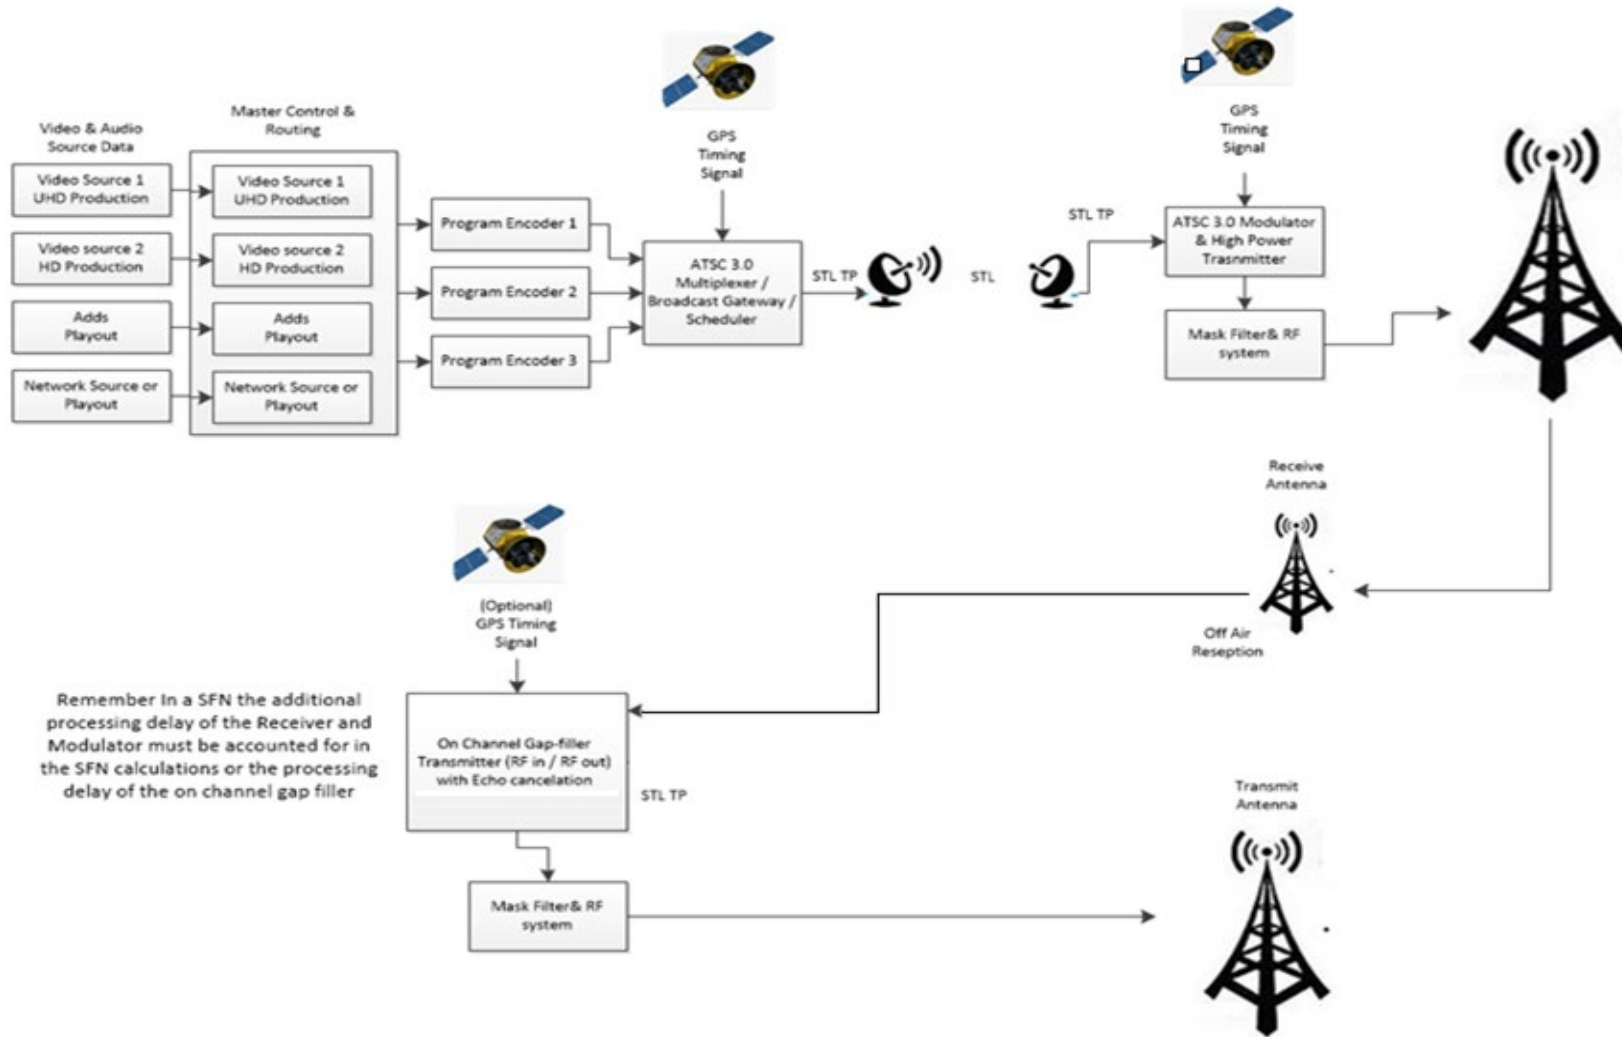 Video & Audio
Source Data
Video Source 1
UHD Production
Video source 2
HD Production
Adds
Playout
Network Source or
Playout
Master Control &
Routing
Video Source 1
UHD Production
Video source 2
HD Production
Adds
Playout
Network Source or
Playout
Program Encoder 1
Program Encoder 2
Program Encoder 3
GPS
Timing
Signal
ATSC 3.0
Multiplexer /
Broadcast Gateway /
Scheduler
STL TP
STL
STL TP
GPS
Timing
Signal
ATSC 3.0 Modulator
& High Power
Trasnmitter
Mask Filter& RF
system
Receive
Antenna
Off Air
Reseption
(Optional)
GPS Timing
Signal
Remember In a SFN the additional
processing delay of the Receiver and
Modulator must be accounted for in
the SFN calculations or the processing
delay of the on channel gap filler
On Channel Gap-filler
Transmitter (RF in / RF out)
with Echo cancelation
STL TP
Mask Filter& RF
system
Transmit
Antenna